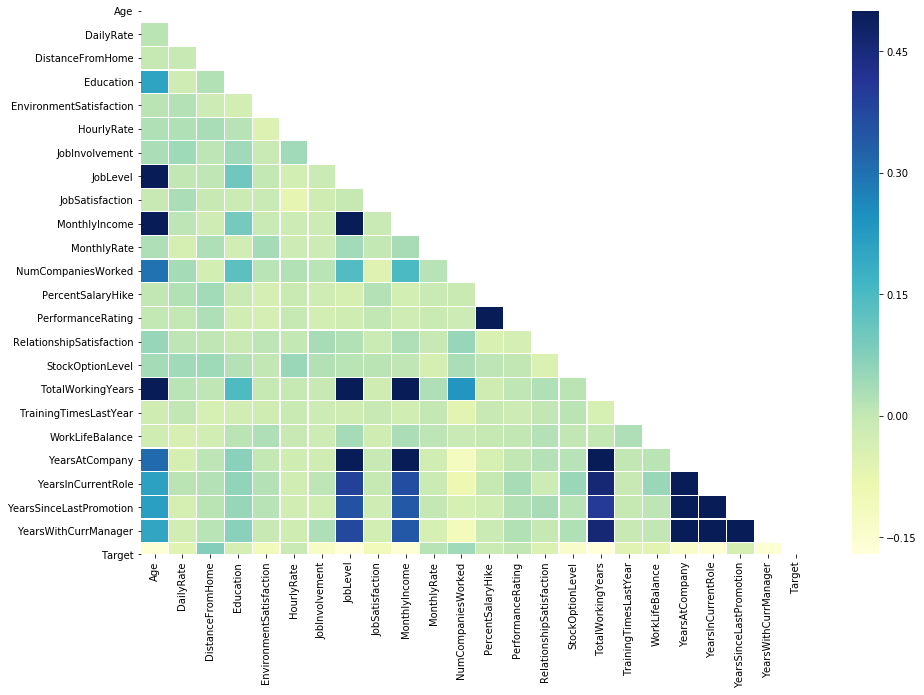 Age
DailyRate
DistanceFromHome
Education
EnvironmentSatisfaction
HourlyRate
JobInvolvement
JobLevel
JobSatisfaction
MonthlyIncome
MonthlyRate
NumCompaniesWorked
PercentSalaryHike
PerformanceRating
RelationshipSatisfaction
StockOptionLevel
TotalWorkingYears
TrainingTimesLastYear
WorkLifeBalance
YearsAtCompany
YearsInCurrentRole
YearsSinceLastPromotion
YearsWithCurrManager
Target
Age
DailyRate
DistanceFromHome
Education
EnvironmentSatisfaction
HourlyRate
JobInvolvement
JobLevel
JobSatisfaction
MonthlyIncome
MonthlyRate
NumCompaniesWorked
PercentSalaryHike
PerformanceRating
RelationshipSatisfaction
StockOptionLevel
TotalWorkingYears
TrainingTimesLastYear
WorkLifeBalance
YearsAtCompany
YearsInCurrentRole
YearsSinceLastPromotion
YearsWithCurrManager
Target
0.45
0.30
0.15
0.00
−0.15